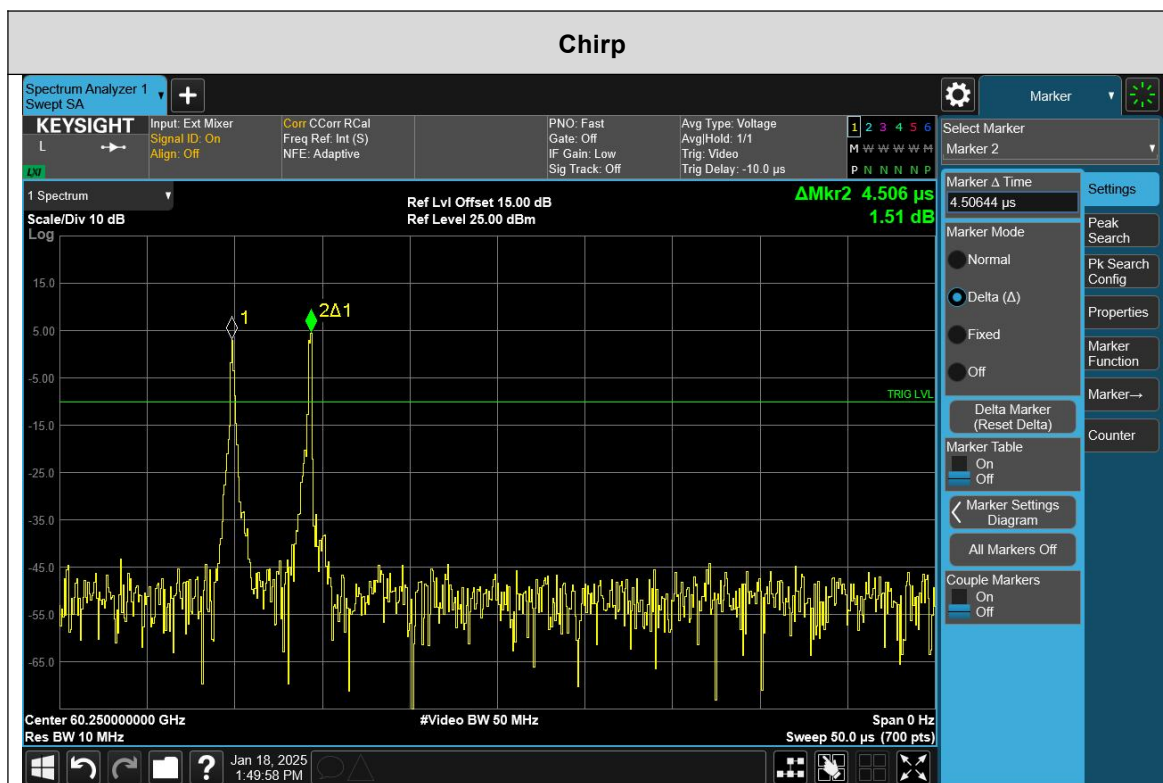 Chirp
Spectrum Analyzer 1
Swept SA
Marker
KEYSIGHT
L
LXI
Input: Ext Mixer
Signal ID: On
Align: Off
Corr CCorr RCal
Freq Ref: Int (S)
NFE: Adaptive
PNO: Fast
Gate: Off
IF Gain: Low
Sig Track: Off
Avg Type: Voltage
Avg|Hold: 1/1
Trig: Video
Trig Delay: -10.0 µs
1 2 3 4 5 6
M W W W W M
P N N N N P
Select Marker
Marker 2
1 Spectrum
Scale/Div 10 dB
Log
Ref Lvl Offset 15.00 dB
Ref Level 25.00 dBm
ΔMkr2 4.506 µs
1.51 dB
15.0
5.00
-5.00
-15.0
-25.0
-35.0
-45.0
-55.0
-65.0
1
2Δ1
TRIG LVL
Center 60.250000000 GHz
Res BW 10 MHz
#Video BW 50 MHz
Span 0 Hz
Sweep 50.0 µs (700 pts)
Marker Δ Time
4.50644 µs
Marker Mode
Normal
Delta (Δ)
Fixed
Off
Delta Marker
(Reset Delta)
Marker Table
On
Off
Marker Settings
Diagram
All Markers Off
Couple Markers
On
Off
Settings
Peak
Search
Pk Search
Config
Properties
Marker
Function
Marker→
Counter
?
Jan 18, 2025
1:49:58 PM